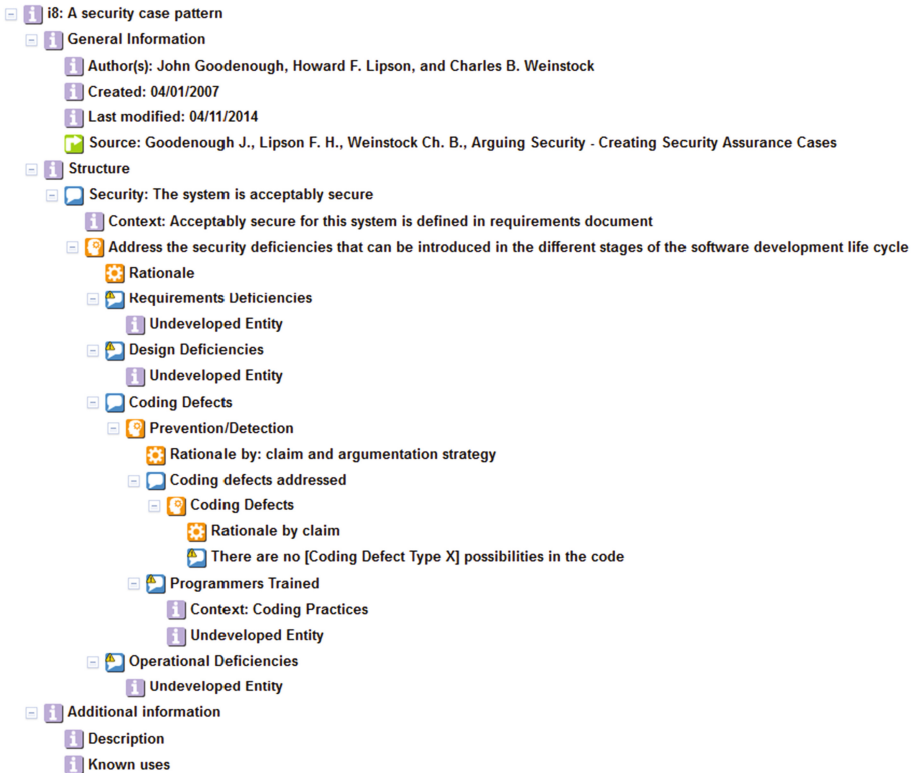 i8: A security case pattern
General Information
Author(s): John Goodenough, Howard F. Lipson, and Charles B. Weinstock
Created: 04/01/2007
Last modified: 04/11/2014
Source: Goodenough J., Lipson F. H., Weinstock Ch. B., Arguing Security - Creating Security Assurance Cases
Structure
Security: The system is acceptably secure
Context: Acceptably secure for this system is defined in requirements document
Address the security deficiencies that can be introduced in the different stages of the software development life cycle
Rationale
Requirements Deficiencies
Undeveloped Entity
Design Deficiencies
Undeveloped Entity
Coding Defects
Prevention/Detection
Rationale by: claim and argumentation strategy
Coding defects addressed
Coding Defects
Rationale by claim
There are no [Coding Defect Type X] possibilities in the code
Programmers Trained
Context: Coding Practices
Undeveloped Entity
Operational Deficiencies
Undeveloped Entity
Additional information
Description
Known uses